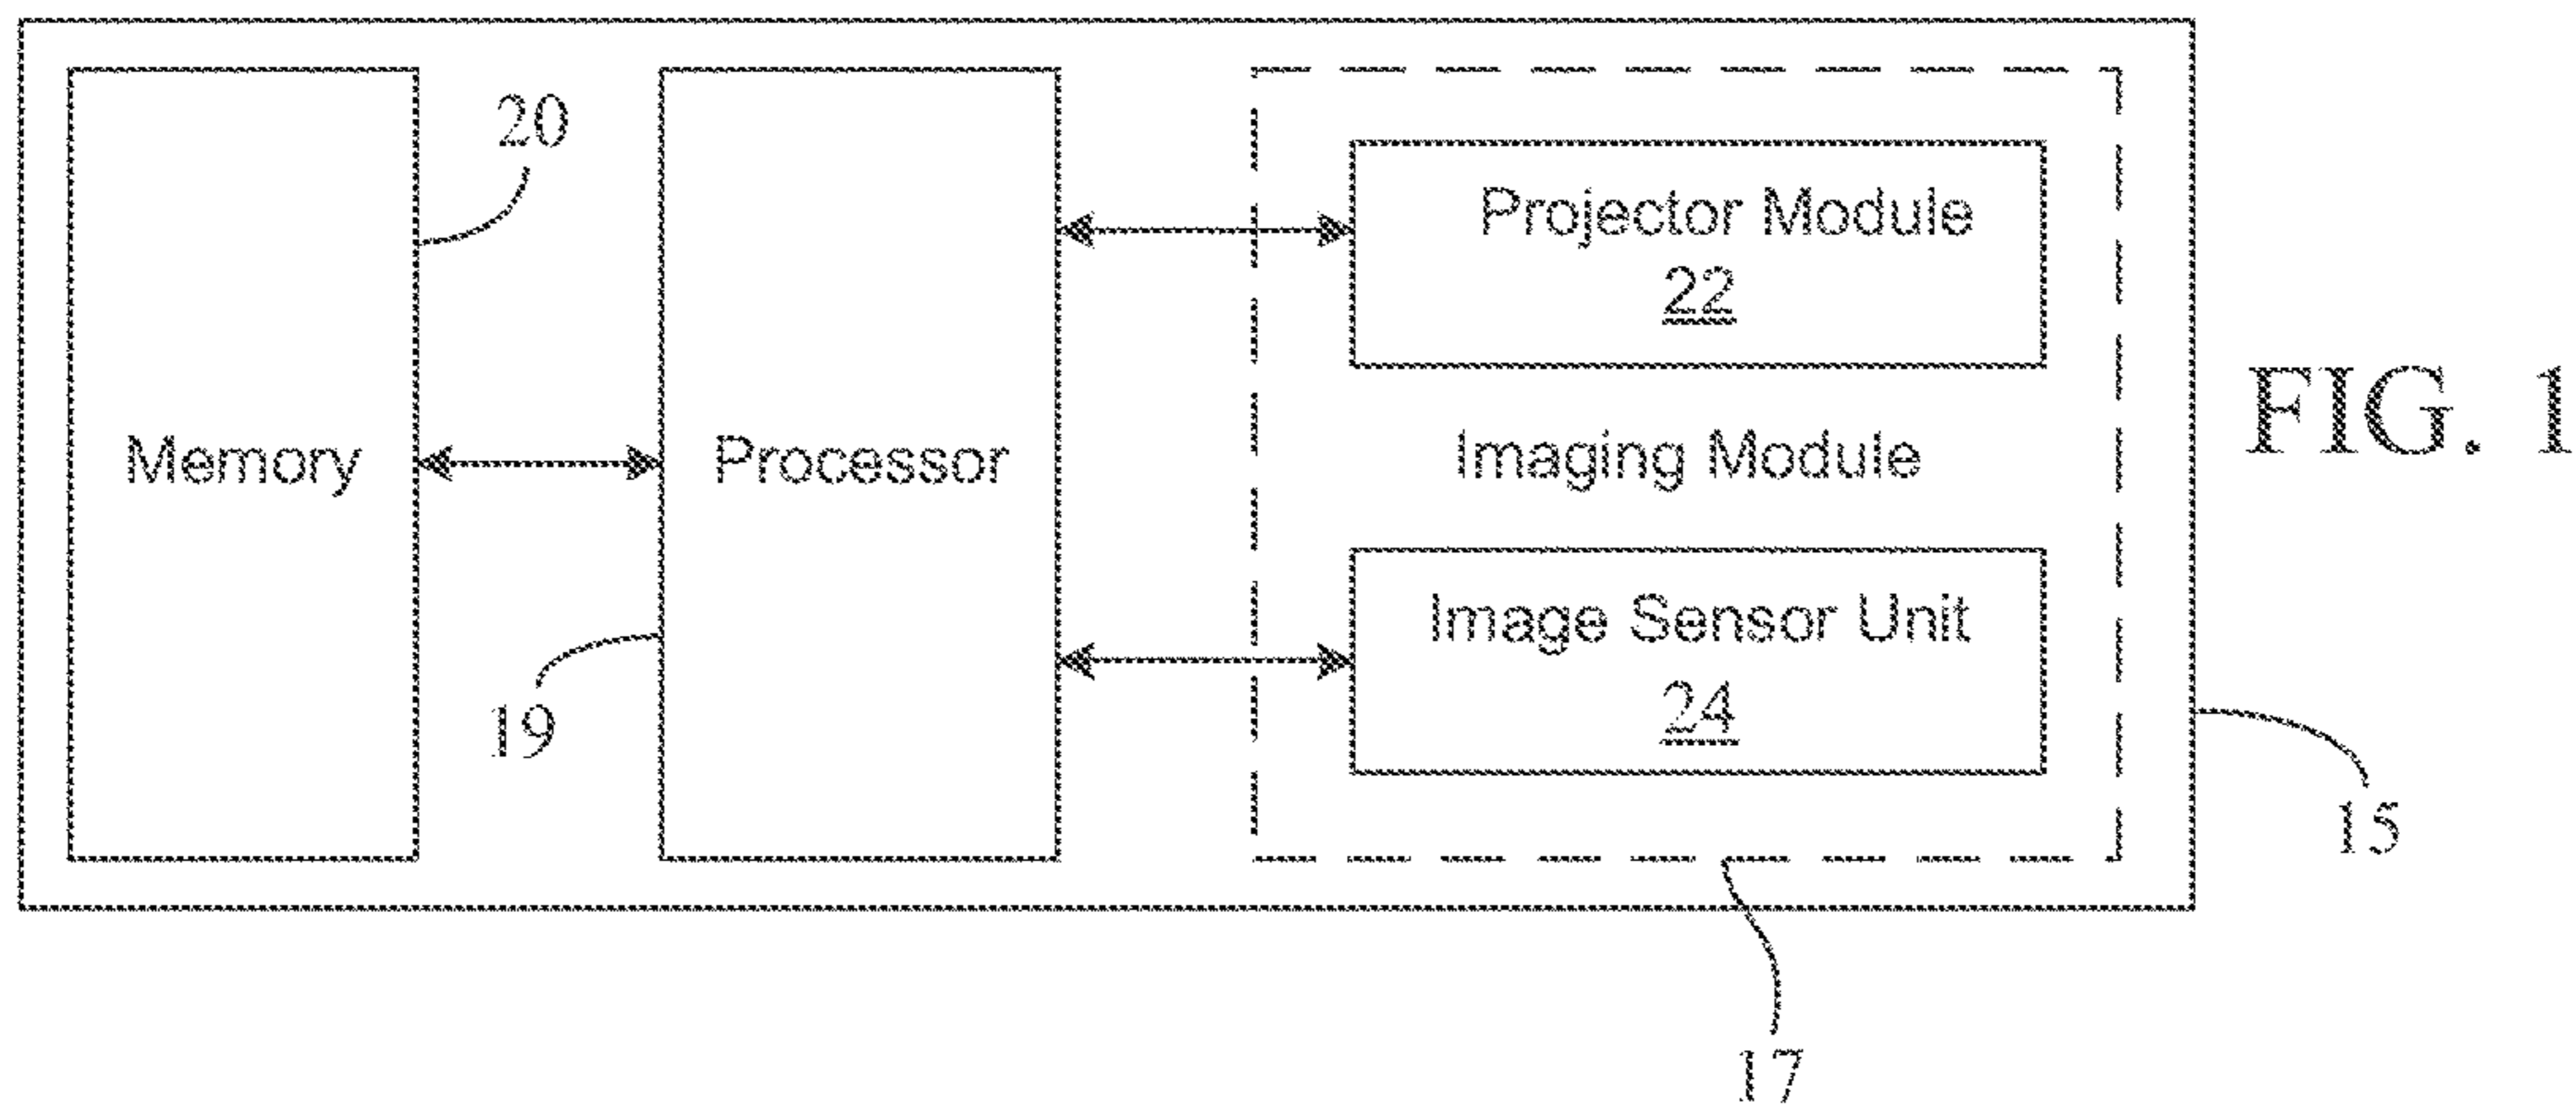 20
Projector Module
22
Memory
Processor
Imaging Module
FIG. 1
Image Sensor Unit
24
19
15
17